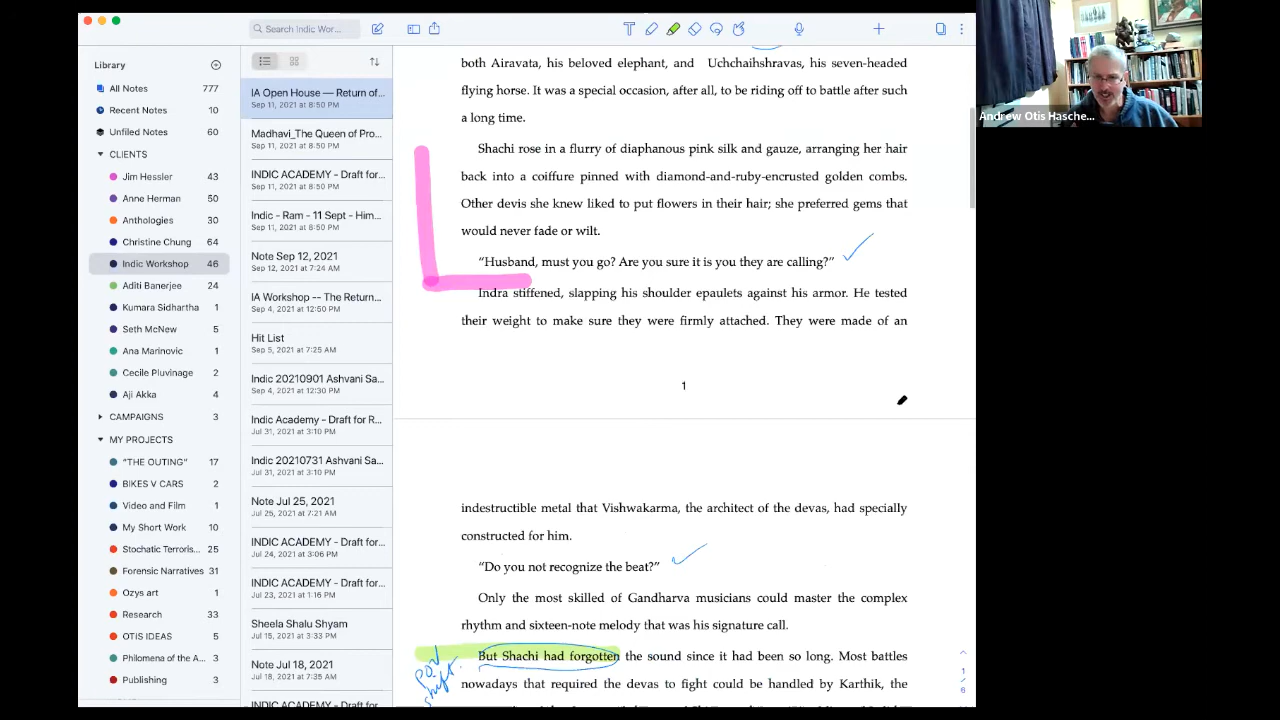 Search Indic Wor...
Library
All Notes 777
Recent Notes 10
Unfiled Notes 60
CLIENTS
Jim Hessler 43
Anne Herman 50
Anthologies 30
Christine Chung 64
Indic Workshop 46
Aditi Banerjee 24
Kumara Sidhartha 1
Seth McNew 5
Ana Marinovic 1
Cecile Pluvinage 2
Aji Akka 4
CAMPAIGNS 3
MY PROJECTS
"THE OUTING" 17
BIKES V CARS 2
Video and Film 1
My Short Work 10
Stochatic Terroris... 25
Forensic Narratives 31
Ozys art 1
Research 33
OTIS IDEAS 5
Philomena of the A... 1
Publishing 3
IA Open House — Return of...
Sep 11, 2021 at 8:50 PM
Madhavi_The Queen of Pro...
Sep 11, 2021 at 8:50 PM
INDIC ACADEMY - Draft for...
Sep 11, 2021 at 8:50 PM
Indic - Ram - 11 Sept - Him...
Sep 11, 2021 at 8:50 PM
Note Sep 12, 2021
Sep 12, 2021 at 7:24 AM
IA Workshop -- The Return...
Sep 4, 2021 at 12:50 PM
Hit List
Sep 5, 2021 at 7:25 AM
Indic 20210901 Ashvani Sa...
Sep 4, 2021 at 12:30 PM
Indic Academy - Draft for R...
Jul 31, 2021 at 3:10 PM
Indic 20210731 Ashvani Sa...
Jul 31, 2021 at 3:10 PM
Note Jul 25, 2021
Jul 25, 2021 at 7:21 AM
INDIC ACADEMY - Draft for...
Jul 24, 2021 at 3:06 PM
INDIC ACADEMY - Draft for...
Jul 23, 2021 at 1:16 PM
Sheela Shalu Shyam
Jul 15, 2021 at 3:33 PM
Note Jul 18, 2021
Jul 18, 2021 at 7:35 AM
INDIC ACADEMY - Draft for...
both Airavata, his beloved elephant, and Uchchaihshravas, his seven-headed
flying horse. It was a special occasion, after all, to be riding off to battle after such
a long time.
Shachi rose in a flurry of diaphanous pink silk and gauze, arranging her hair
back into a coiffure pinned with diamond-and-ruby-encrusted golden combs.
Other devis she knew liked to put flowers in their hair; she preferred gems that
would never fade or wilt.
"Husband, must you go? Are you sure it is you they are calling?"
Indra stiffened, slapping his shoulder epaulets against his armor. He tested
their weight to make sure they were firmly attached. They were made of an
1
indestructible metal that Vishwakarma, the architect of the devas, had specially
constructed for him.
"Do you not recognize the beat?"
Only the most skilled of Gandharva musicians could master the complex
rhythm and sixteen-note melody that was his signature call.
But Shachi had forgotten the sound since it had been so long. Most battles
nowadays that required the devas to fight could be handled by Karthik, the
POV
shift
1
6
Andrew Otis Hasche...